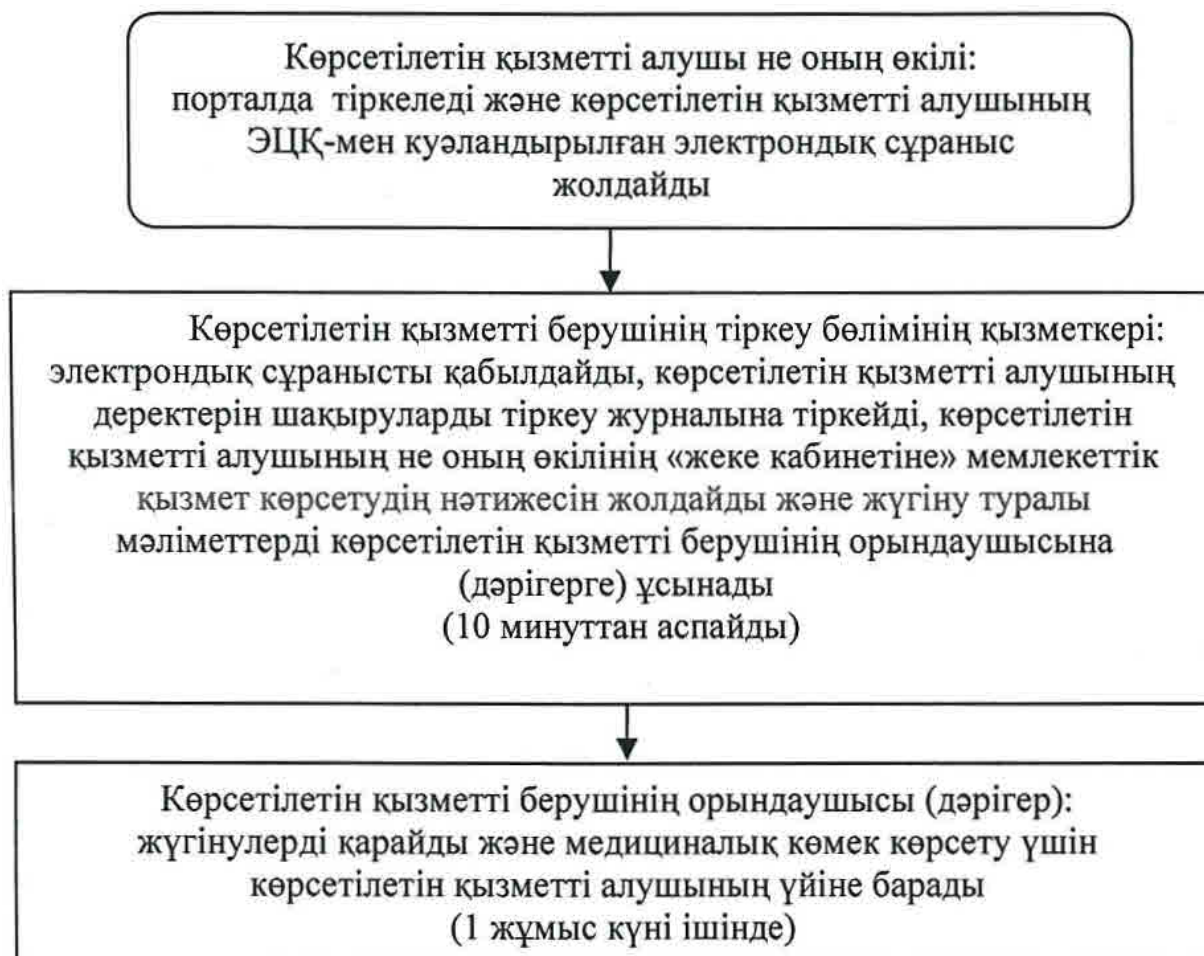 Көрсетілетін қызметті алушы не оның өкілі:
порталда тіркеледі және көрсетілетін қызметті алушының
ЭЦҚ-мен куәландырылған электрондық сұраныс
жолдайды
Көрсетілетін қызметті берушінің тіркеу бөлімінің қызметкері:
электрондық сұранысты қабылдайды, көрсетілетін қызметті алушының
деректерін шақыруларды тіркеу журналына тіркейді, көрсетілетін
қызметті алушының не оның өкілінің «жеке кабинетіне» мемлекеттік
қызмет көрсетудің нәтижесін жолдайды және жүгіну туралы
мәліметтерді көрсетілетін қызметті берушінің орындаушысына
(дәрігерге) ұсынады
(10 минуттан аспайды)
Көрсетілетін қызметті берушінің орындаушысы (дәрігер):
жүгінулерді қарайды және медициналық көмек көрсету үшін
көрсетілетін қызметті алушының үйіне барады
(1 жұмыс күні ішінде)